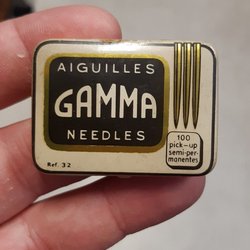 AIGUILLES
GAMMA
NEEDLES
Ref. 32
100
pick-up
semi-per-
manentes